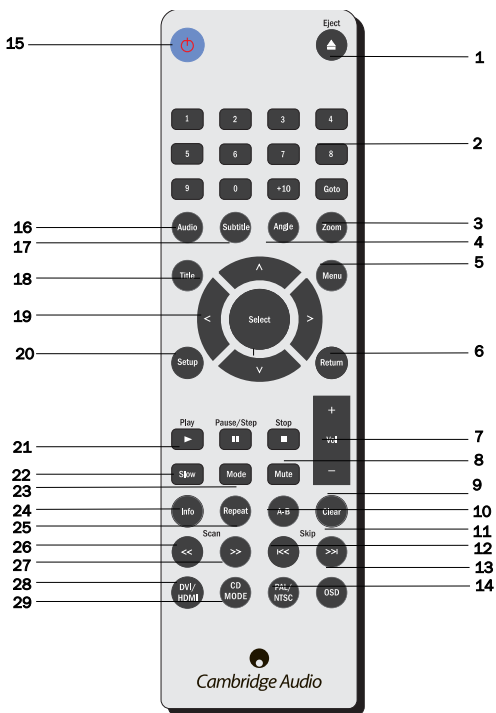 Eject
15
1
1 2 3 4
2
5 6 7 8
9 0 +10 Goto
3
16 Audio Subtitle Angle Zoom
17 4
5
18 Title Menu
19 < ^ Select > v
20 Setup Return 6
+
Play Pause/Step Stop
21 Vol 7
8
22 Slow Mode Mute –
23 9
24 Info Repeat A-B Clear 10
25 Scan Skip 11
26 << >> |<< >>| 12
27 13
28 DVI/HDMI CD MODE PAL/NTSC OSD 14
29
Cambridge Audio